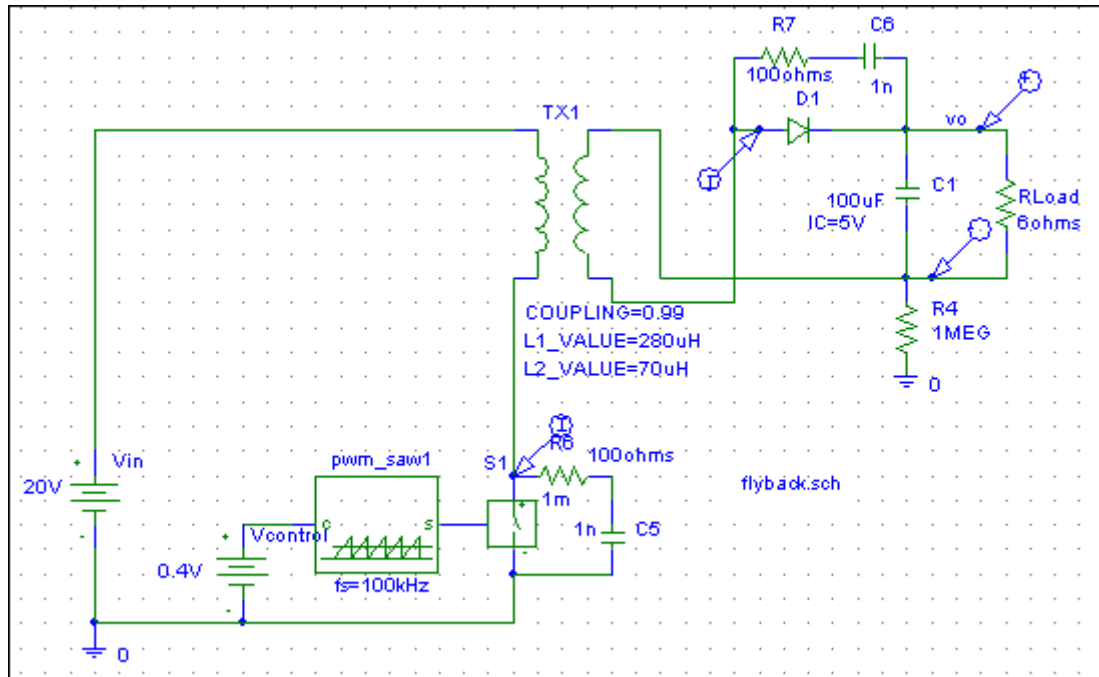 R7
C6
100ohms
1n
D1
TX1
vo
+
I
100uF
C1
IC=5V
RLoad
6ohms
-
COUPLING=0.99
L1_VALUE=280uH
L2_VALUE=70uH
R4
1MEG
0
I
S1
R6
100ohms
+
Vin
20V
-
pwm_saw1
c
s
fs=100kHz
+
Vcontrol
0.4V
-
+
-
1m
1n
C5
flyback.sch
0